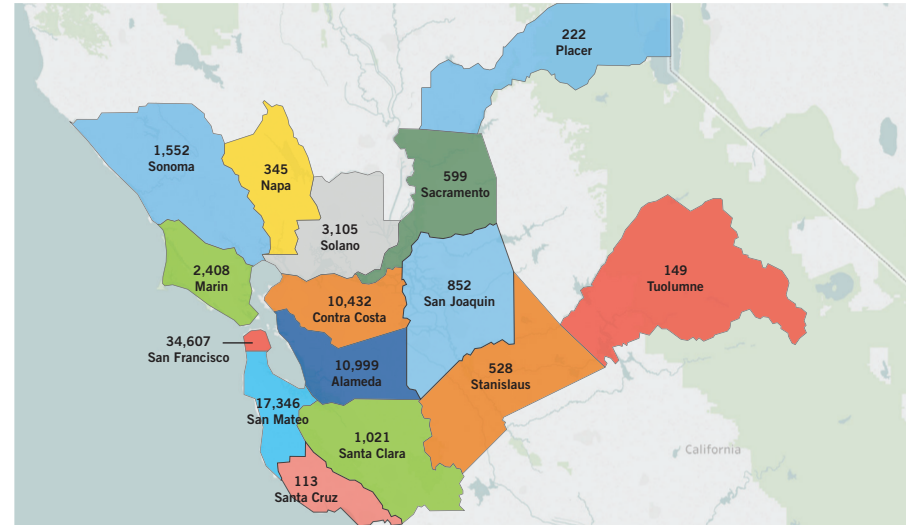 222
Placer
1,552
Sonoma
345
Napa
599
Sacramento
3,105
Solano
2,408
Marin
852
San Joaquin
149
Tuolumne
10,432
Contra Costa
34,607
San Francisco
10,999
Alameda
528
Stanislaus
17,346
San Mateo
1,021
Santa Clara
California
113
Santa Cruz